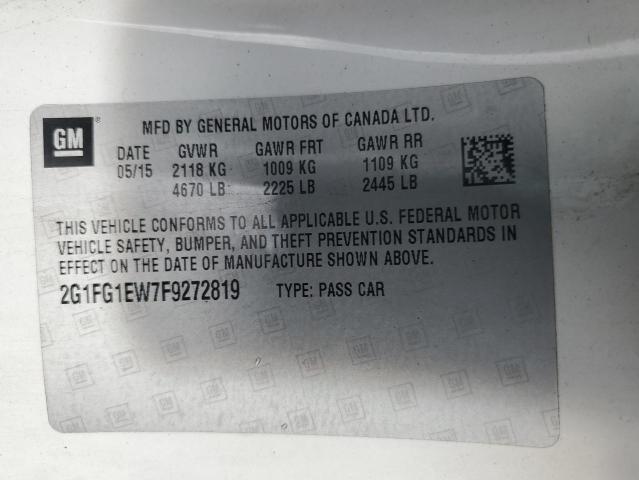 GM
®
MFD BY GENERAL MOTORS OF CANADA LTD.
DATE GVWR GAWR FRT GAWR RR
05/15 2118 KG 1009 KG 1109 KG
4670 LB 2225 LB 2445 LB
THIS VEHICLE CONFORMS TO ALL APPLICABLE U.S. FEDERAL MOTOR
VEHICLE SAFETY, BUMPER, AND THEFT PREVENTION STANDARDS IN
EFFECT ON THE DATE OF MANUFACTURE SHOWN ABOVE.
2G1FG1EW7F9272819 TYPE: PASS CAR